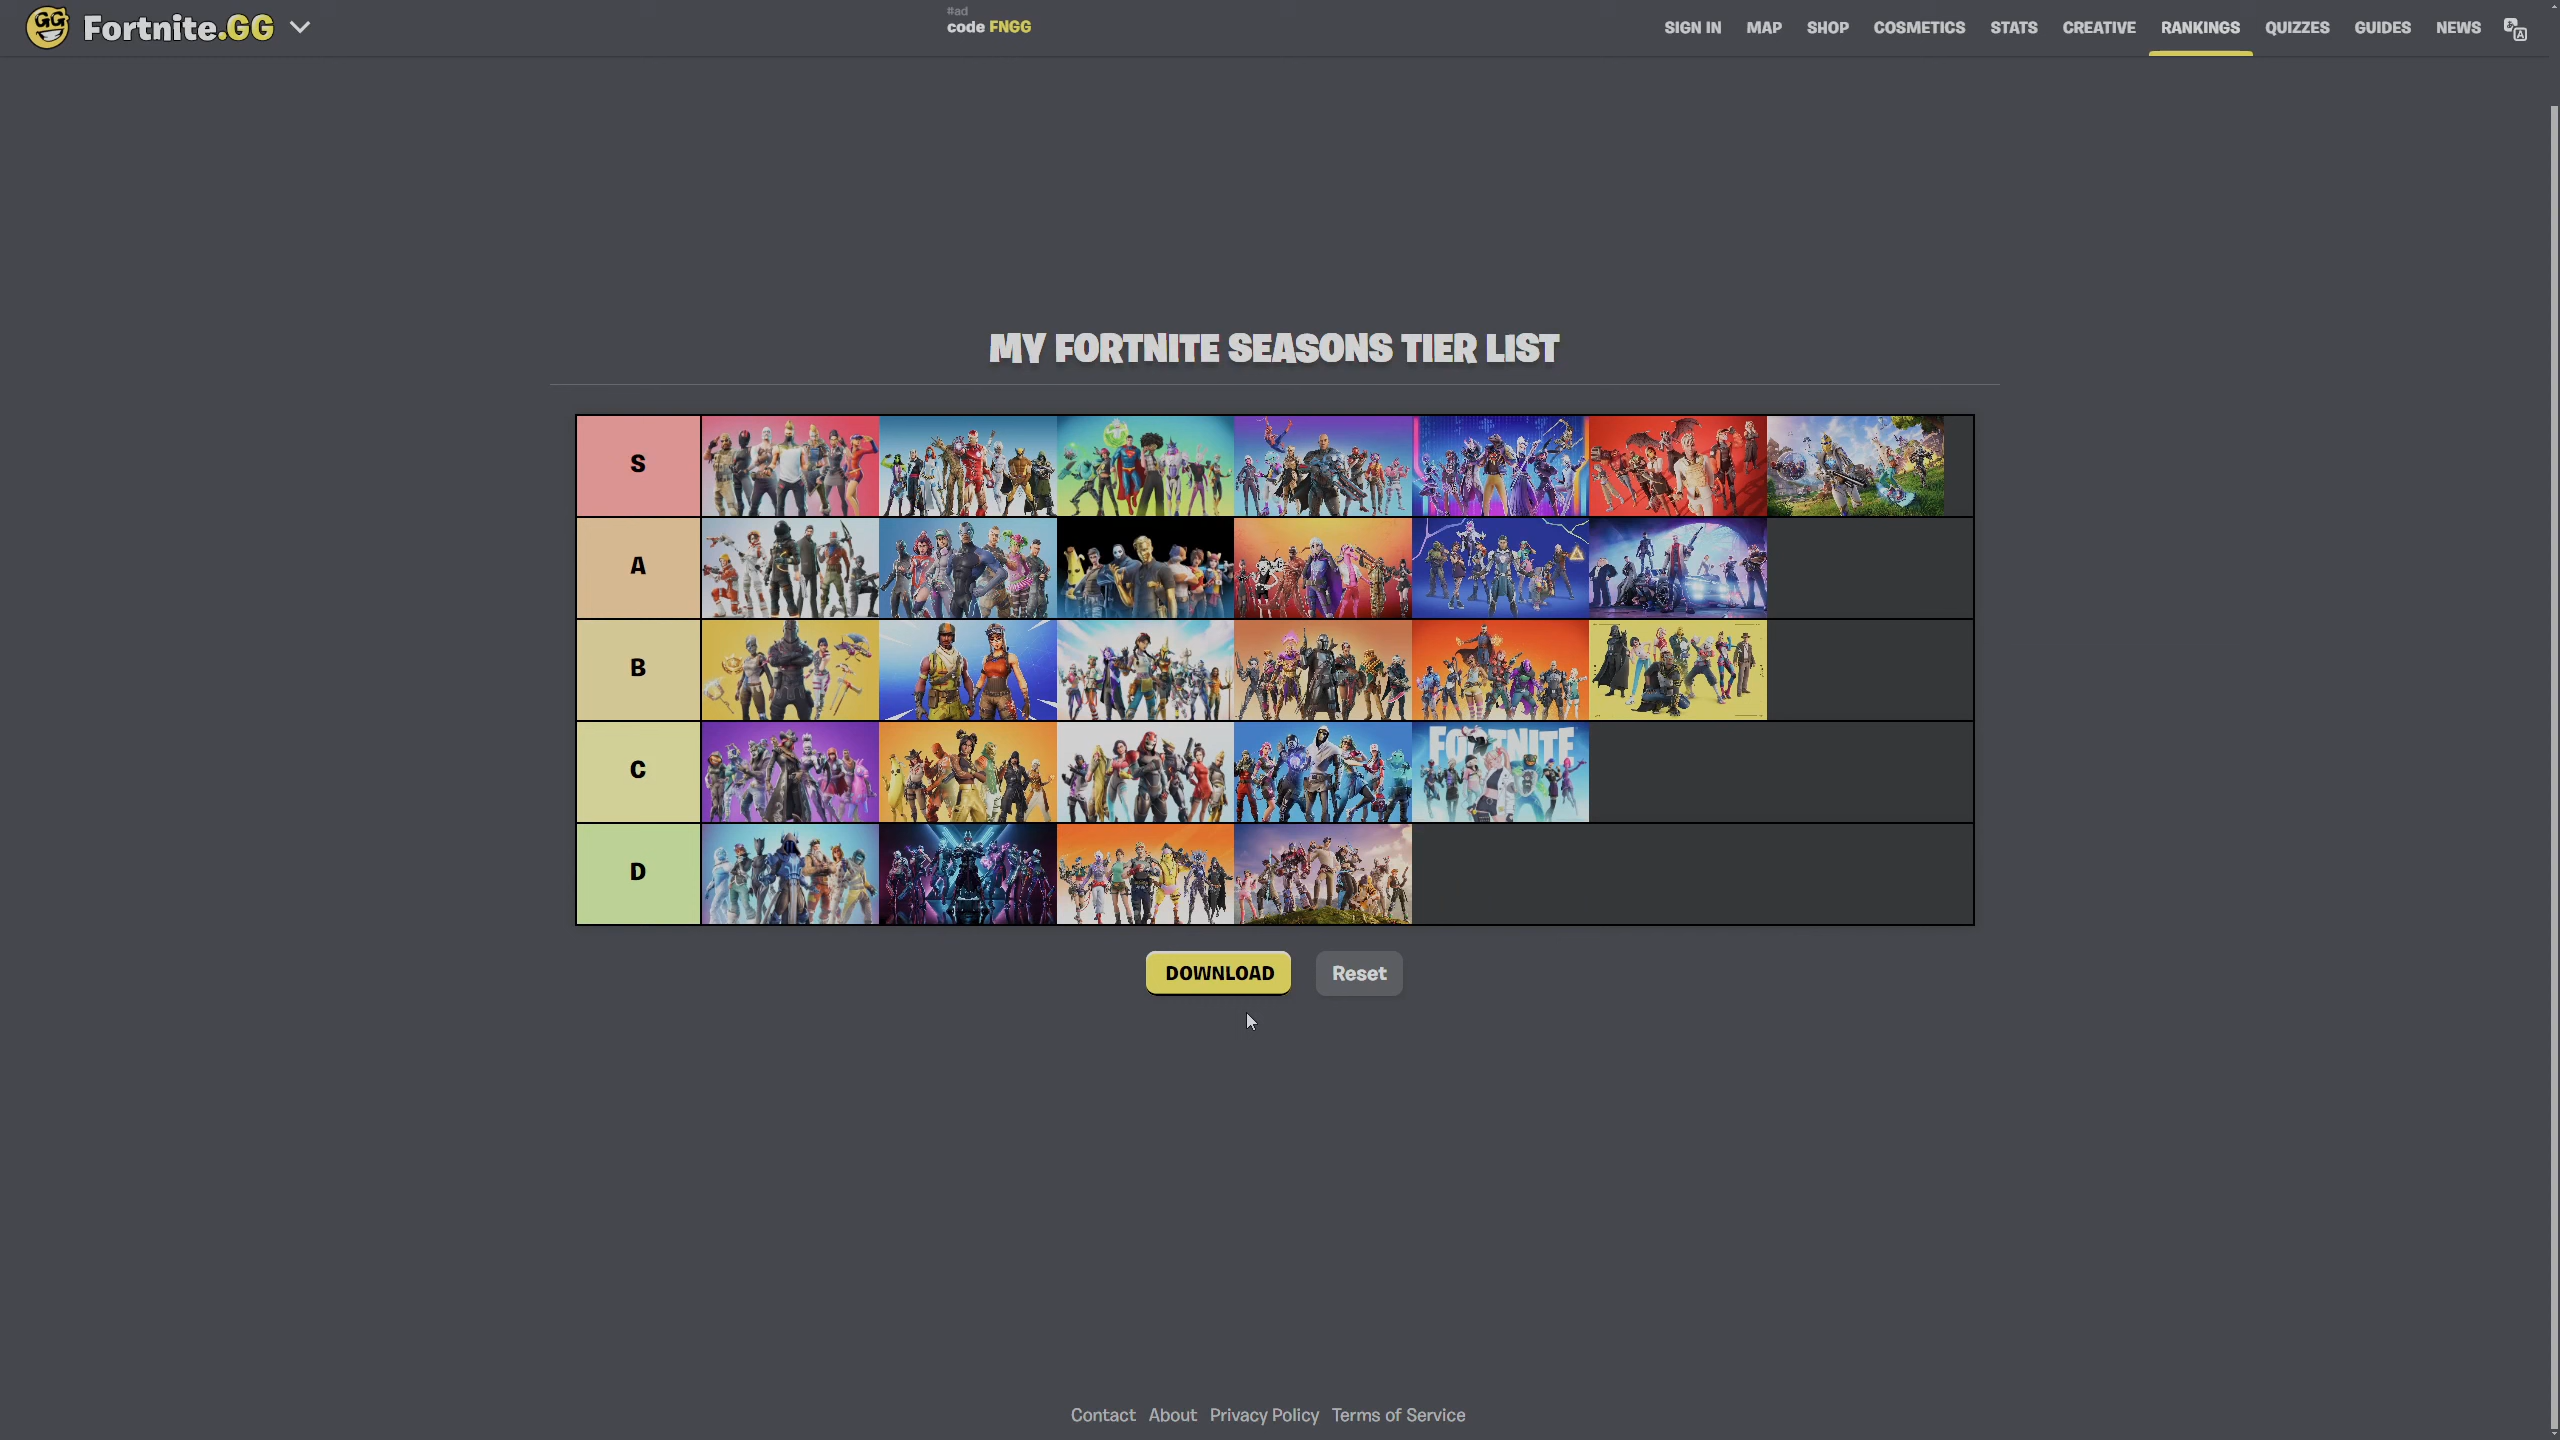 Fortnite.GG
#ad
code FNGG
SIGN IN MAP SHOP COSMETICS STATS CREATIVE RANKINGS QUIZZES GUIDES NEWS
MY FORTNITE SEASONS TIER LIST
S
A
B
C
FORTNITE
D
DOWNLOAD Reset
Contact About Privacy Policy Terms of Service